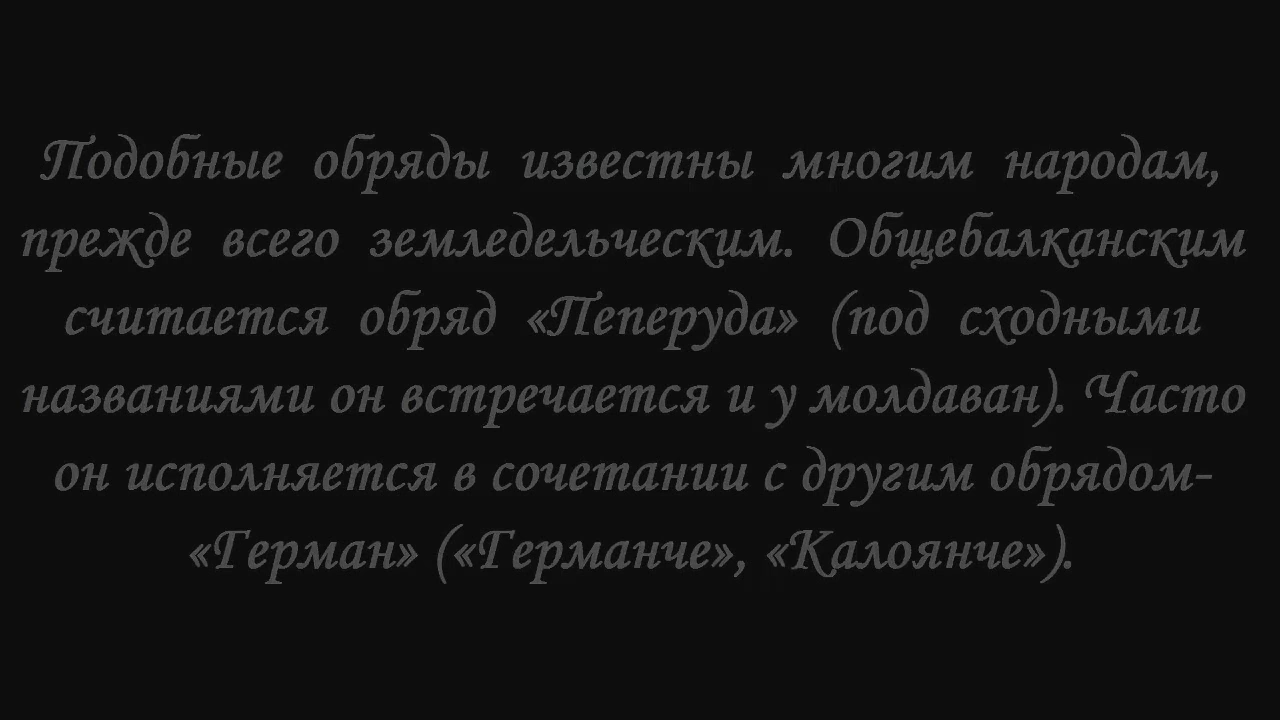 Подобные обряды известны многим народам,
прежде всего земледельческим. Общебалканским
считается обряд «Пеперуда» (под сходными
названиями он встречается и у молдаван). Часто
он исполняется в сочетании с другим обрядом-
«Герман» («Германче», «Калоянче»).